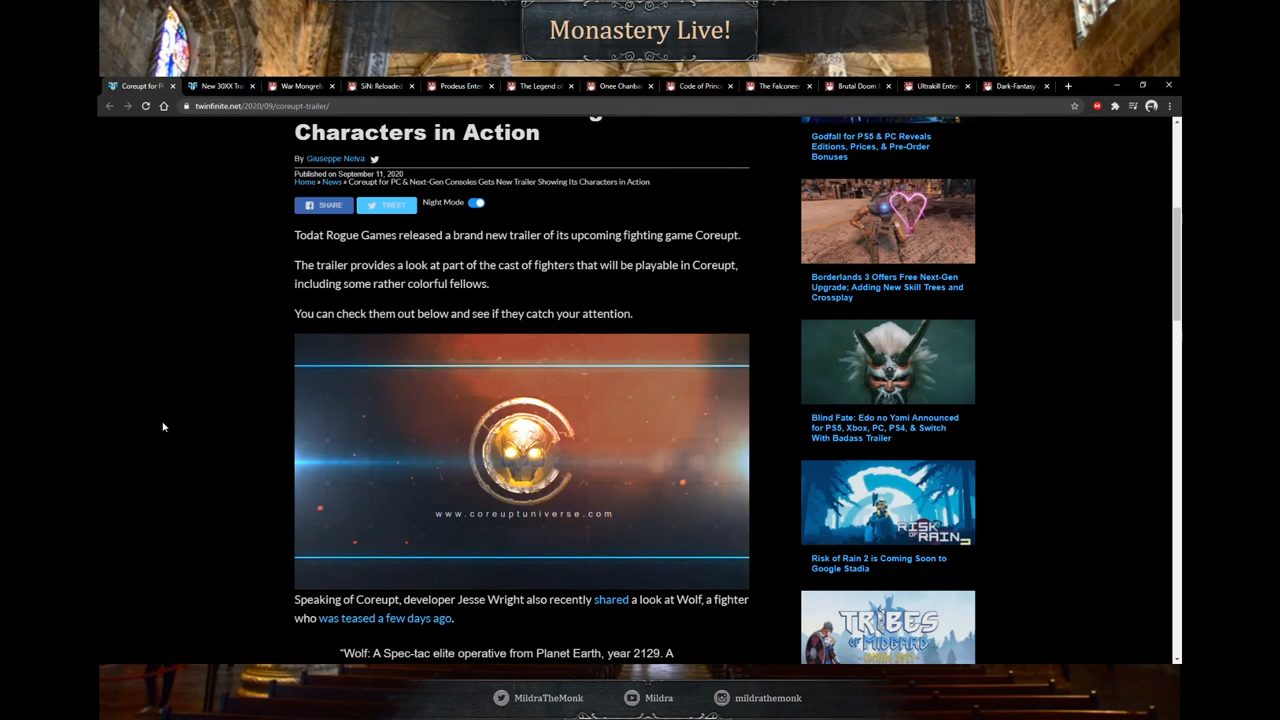 Monastery Live!
Coreupt for P
New 30XX Tra
War Mongrels
SiN: Reloaded
Prodeus Enter
The Legend of
Onee Chanba
Code of Princ
The Falconeer
Brutal Doom
Ultrakill Enter
Dark-Fantasy
twinfinite.net/2020/09/coreupt-trailer/
Characters in Action
By Giuseppe Nelva
Published on September 11, 2020
Home » News » Coreupt for PC & Next-Gen Consoles Gets New Trailer Showing Its Characters in Action
SHARE
TWEET
Night Mode
Todat Rogue Games released a brand new trailer of its upcoming fighting game Coreupt.
The trailer provides a look at part of the cast of fighters that will be playable in Coreupt,
including some rather colorful fellows.
You can check them out below and see if they catch your attention.
www.coreuptuniverse.com
Speaking of Coreupt, developer Jesse Wright also recently shared a look at Wolf, a fighter
who was teased a few days ago.
“Wolf: A Spec-tac elite operative from Planet Earth, year 2129. A
Godfall for PS5 & PC Reveals
Editions, Prices, & Pre-Order
Bonuses
Borderlands 3 Offers Free Next-Gen
Upgrade; Adding New Skill Trees and
Crossplay
Blind Fate: Edo no Yami Announced
for PS5, Xbox, PC, PS4, & Switch
With Badass Trailer
RISK
OF RAIN 2
Risk of Rain 2 is Coming Soon to
Google Stadia
TRIBES
OF MIDGARD
MildraTheMonk
Mildra
mildrathemonk